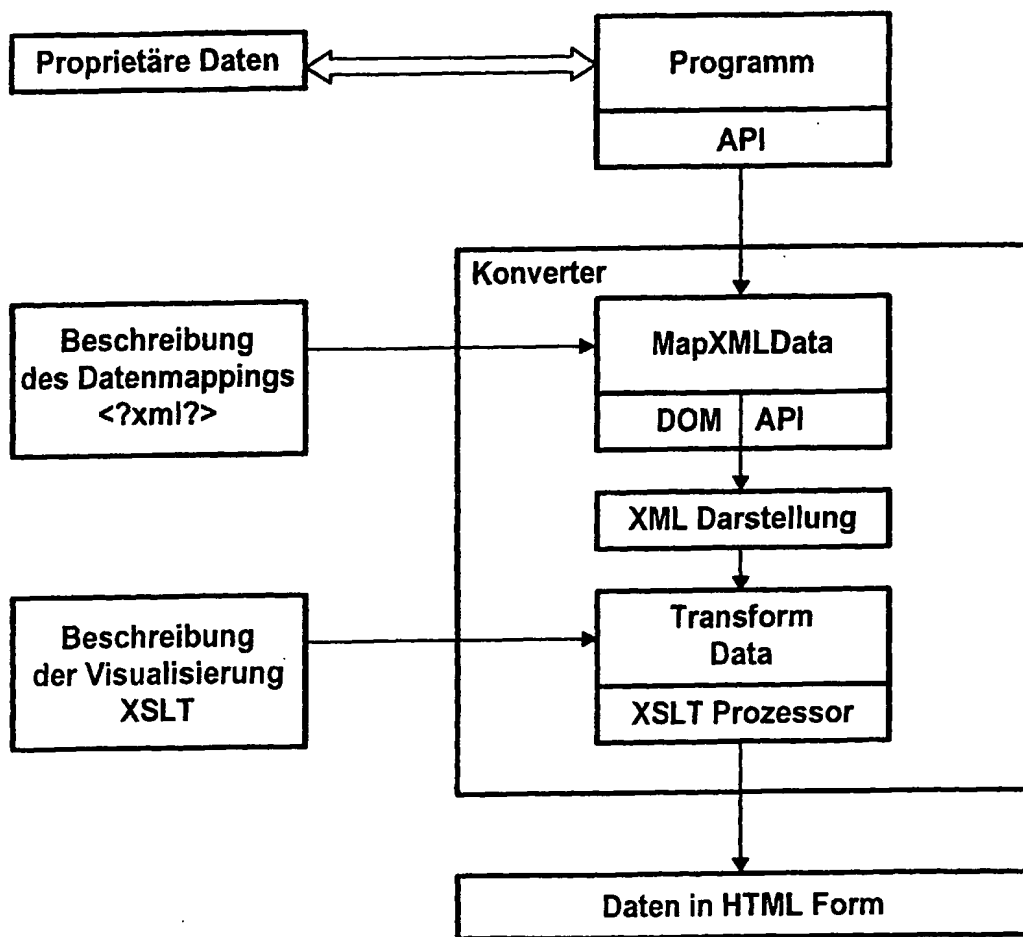 Proprietäre Daten
Programm
API
Konverter
Beschreibung
des Datenmappings
<?xml?>
MapXMLData
DOM API
XML Darstellung
Beschreibung
der Visualisierung
XSLT
Transform
Data
XSLT Prozessor
Daten in HTML Form